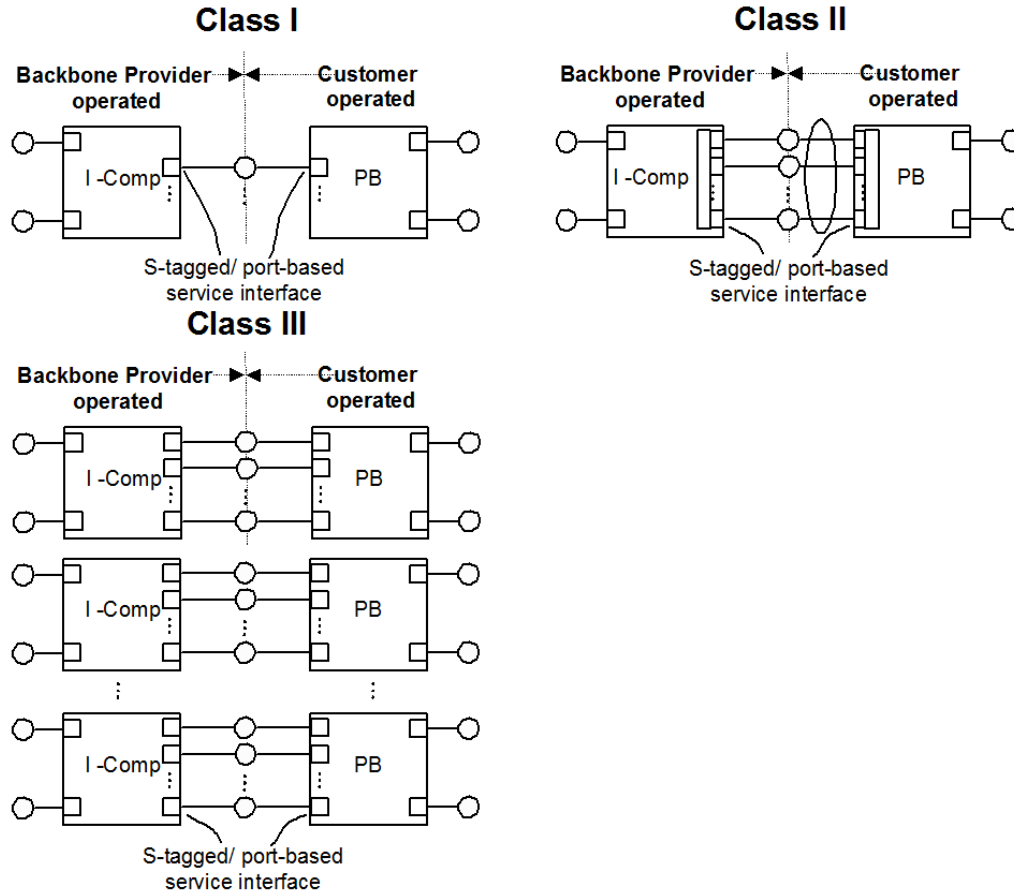 Class I
Backbone Provider
operated
Customer
operated
I -Comp
PB
S-tagged/ port-based
service interface
Class II
Backbone Provider
operated
Customer
operated
I -Comp
PB
S-tagged/ port-based
service interface
Class III
Backbone Provider
operated
Customer
operated
I -Comp
PB
I -Comp
PB
I -Comp
PB
S-tagged/ port-based
service interface